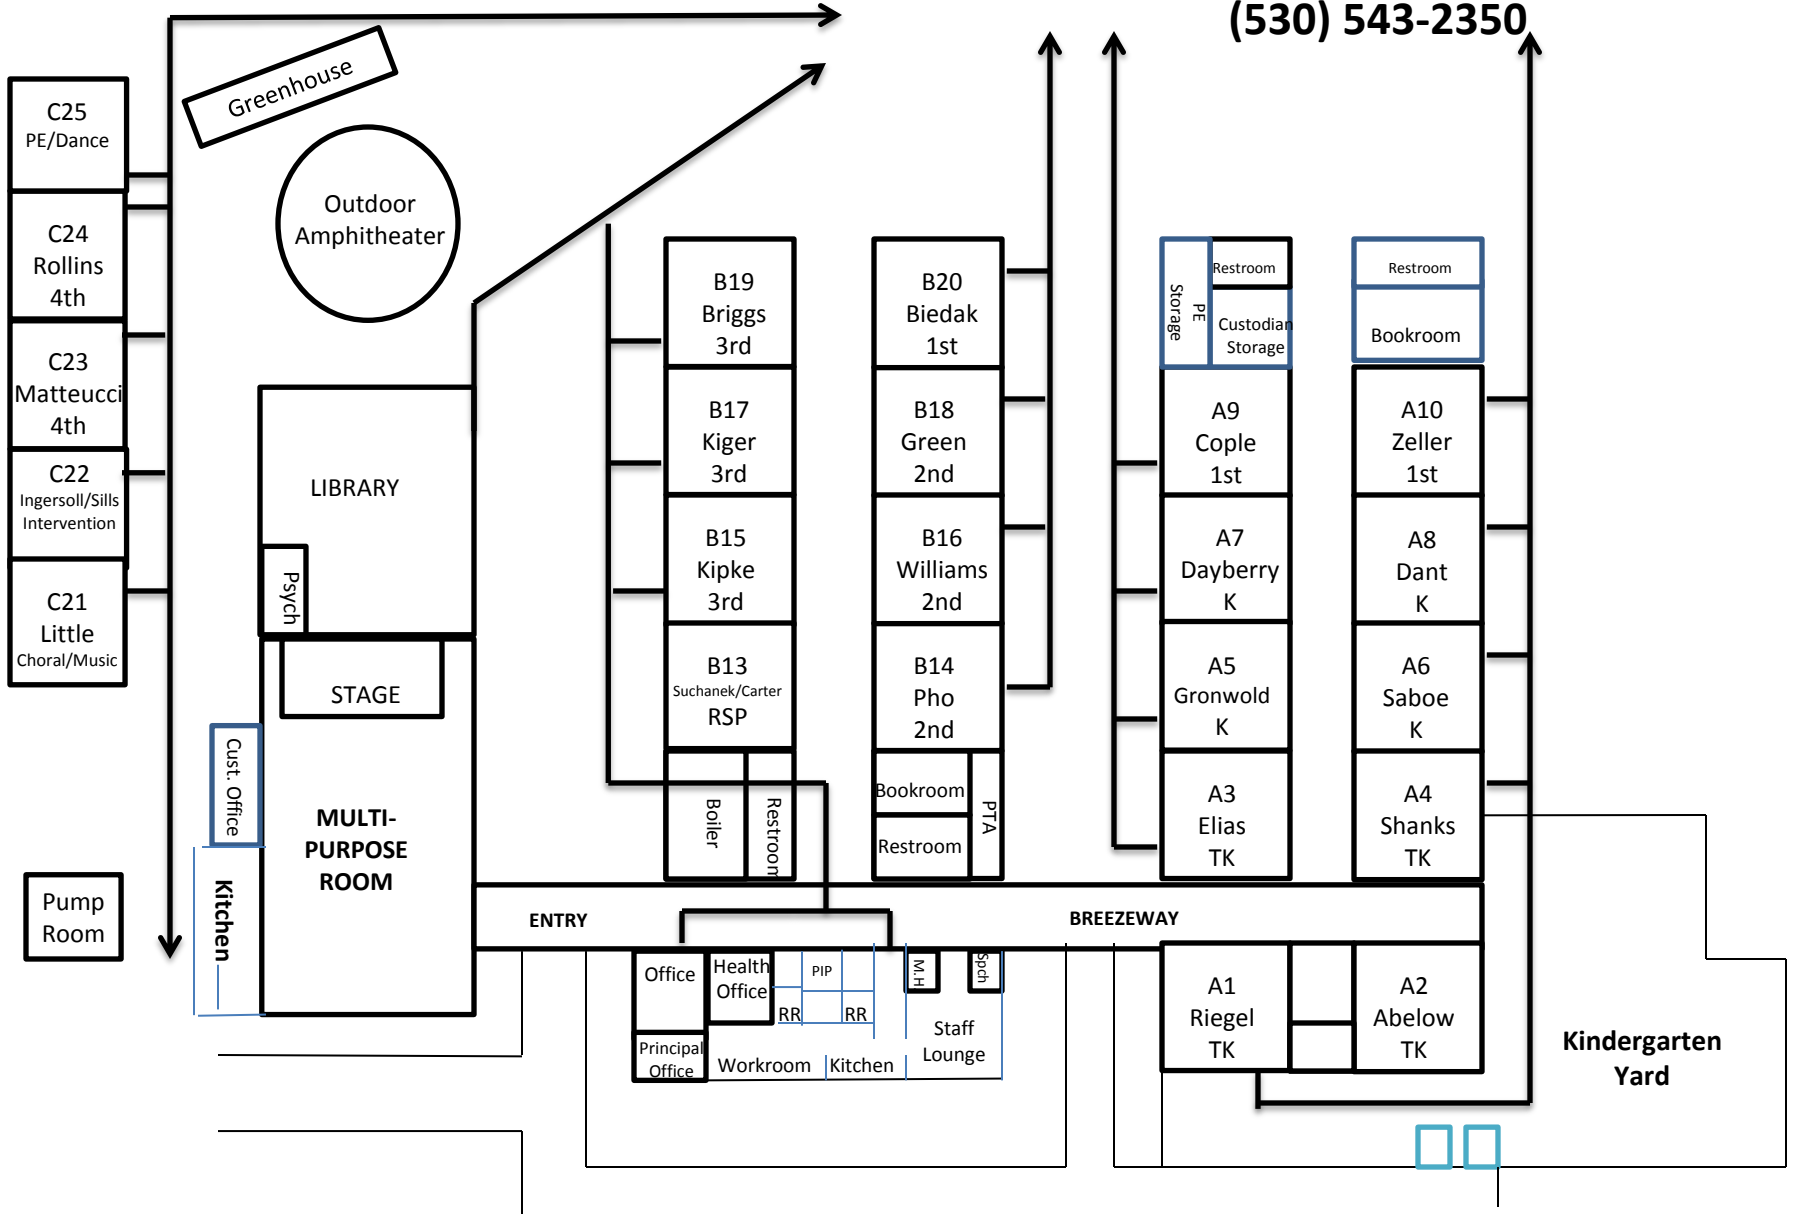 (530) 543-2350
Greenhouse
C25
PE/Dance
Outdoor
Amphitheater
C24
Rollins
4th
C23
Matteucci
4th
C22
Ingersoll/Sills
Intervention
C21
Little
Choral/Music
LIBRARY
Psych
STAGE
Cust. Office
MULTI-
PURPOSE
ROOM
Kitchen
Pump
Room
B19
Briggs
3rd
B17
Kiger
3rd
B15
Kipke
3rd
B13
Suchanek/Carter
RSP
Boiler
Restroom
B20
Biedak
1st
B18
Green
2nd
B16
Williams
2nd
B14
Pho
2nd
Bookroom
Restroom
PTA
PE
Storage
Restroom
Custodian
Storage
A9
Cople
1st
A7
Dayberry
K
A5
Gronwold
K
A3
Elias
TK
Restroom
Bookroom
A10
Zeller
1st
A8
Dant
K
A6
Saboe
K
A4
Shanks
TK
ENTRY
BREEZEWAY
Office
Health
Office
PIP
RR
RR
M.H
Spch
Principal
Office
Workroom
Kitchen
Staff
Lounge
A1
Riegel
TK
A2
Abelow
TK
Kindergarten
Yard